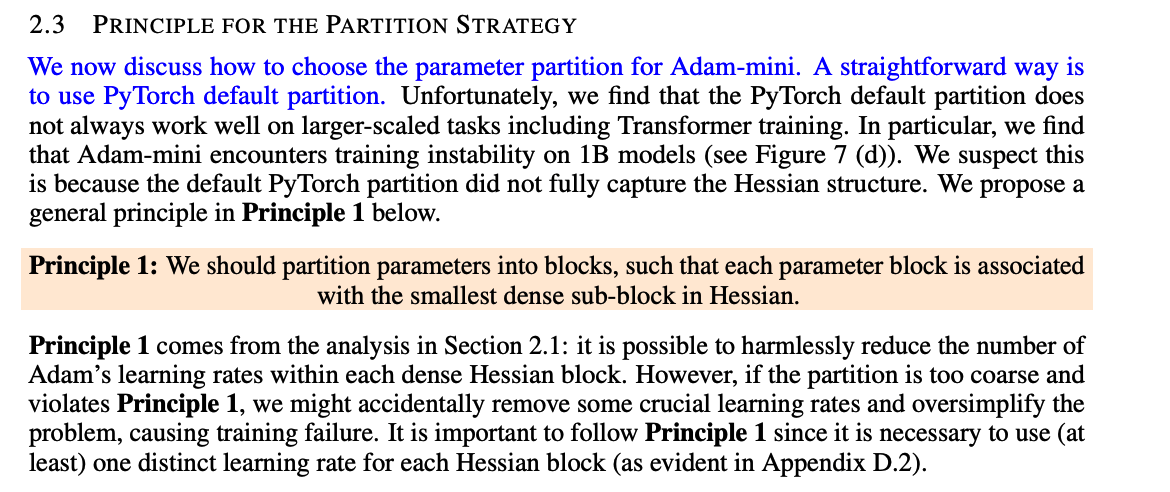 2.3 PRINCIPLE FOR THE PARTITION STRATEGY
We now discuss how to choose the parameter partition for Adam-mini. A straightforward way is
to use PyTorch default partition. Unfortunately, we find that the PyTorch default partition does
not always work well on larger-scaled tasks including Transformer training. In particular, we find
that Adam-mini encounters training instability on 1B models (see Figure 7 (d)). We suspect this
is because the default PyTorch partition did not fully capture the Hessian structure. We propose a
general principle in Principle 1 below.
Principle 1: We should partition parameters into blocks, such that each parameter block is associated
with the smallest dense sub-block in Hessian.
Principle 1 comes from the analysis in Section 2.1: it is possible to harmlessly reduce the number of
Adam's learning rates within each dense Hessian block. However, if the partition is too coarse and
violates Principle 1, we might accidentally remove some crucial learning rates and oversimplify the
problem, causing training failure. It is important to follow Principle 1 since it is necessary to use (at
least) one distinct learning rate for each Hessian block (as evident in Appendix D.2).